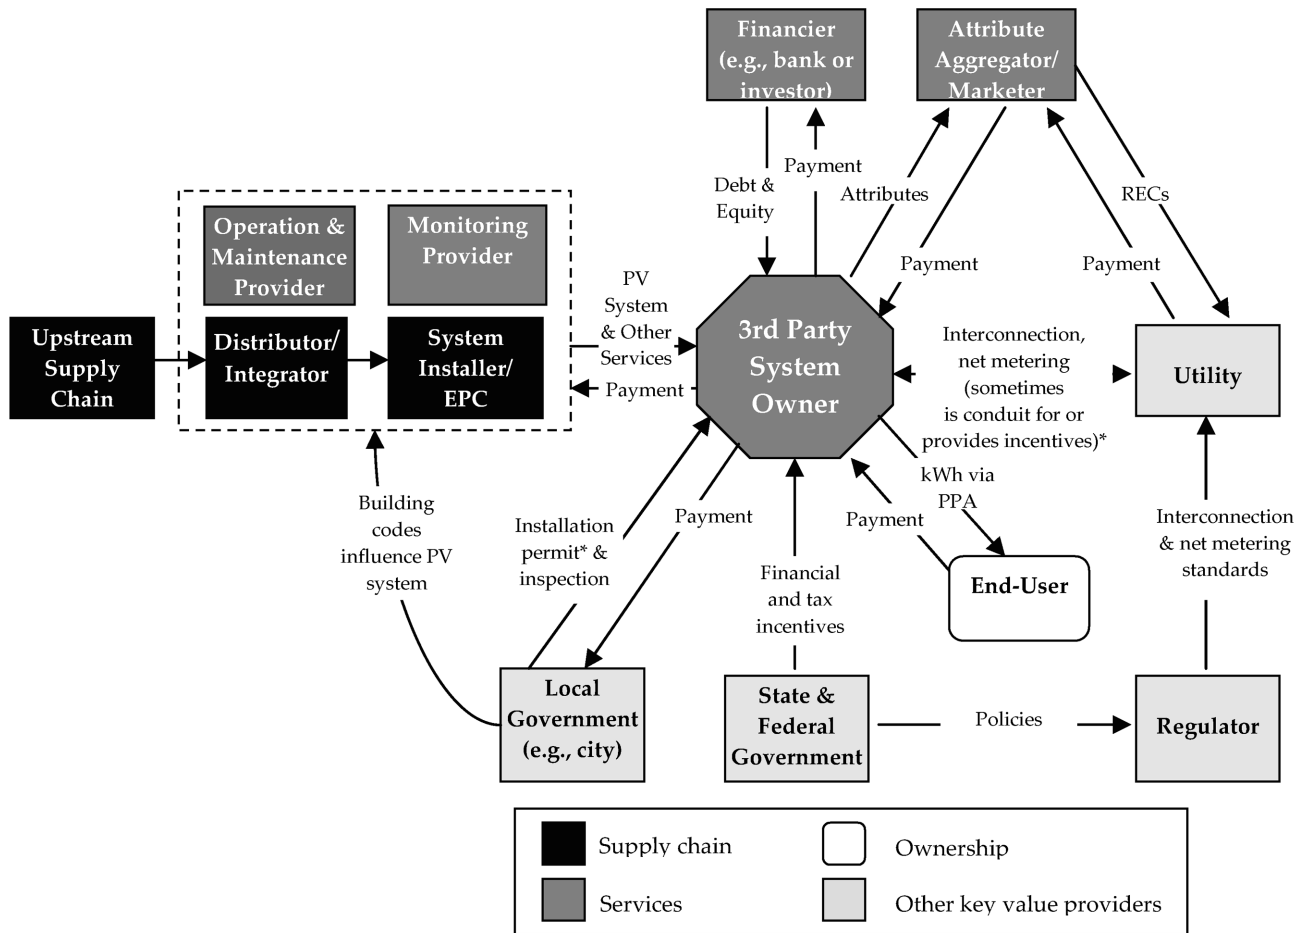 Financier
(e.g., bank or
investor)
Attribute
Aggregator/
Marketer
Debt &
Equity
Payment
Attributes
Payment
RECs
Payment
Operation &
Maintenance
Provider
Monitoring
Provider
Upstream
Supply
Chain
Distributor/
Integrator
System
Installer/
EPC
PV
System
& Other
Services
Payment
3rd Party
System
Owner
Interconnection,
net metering
(sometimes
is conduit for or
provides incentives)*
Utility
Building
codes
influence PV
system
Installation
permit* &
inspection
Payment
Financial
and tax
incentives
Payment
kWh via
PPA
End-User
Interconnection
& net metering
standards
Local
Government
(e.g., city)
State &
Federal
Government
Policies
Regulator
Supply chain
Ownership
Services
Other key value providers